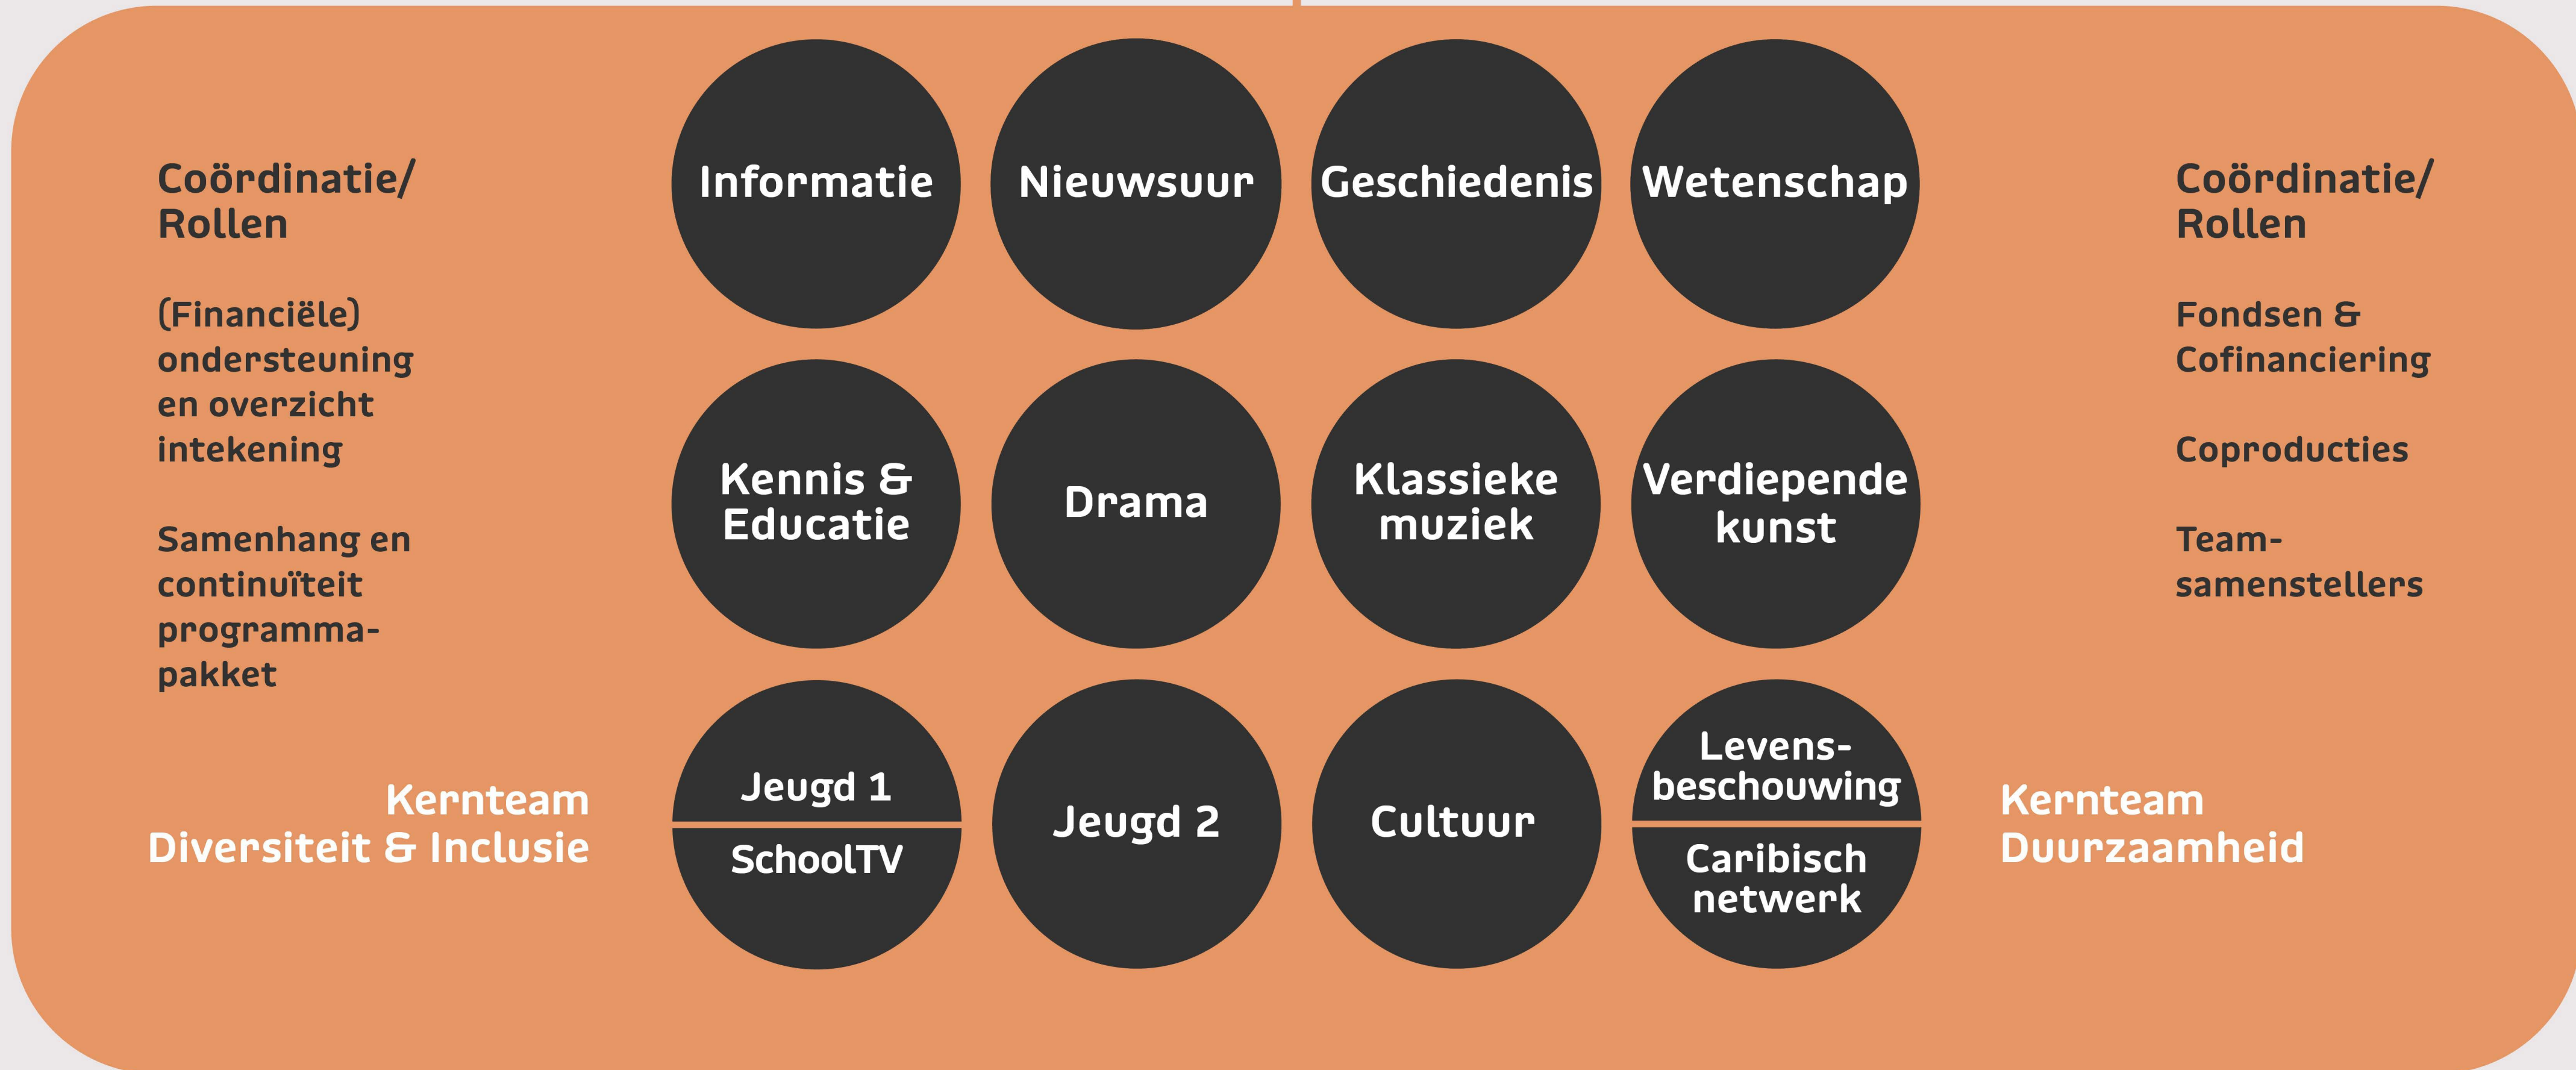 Coördinatie/
Rollen
(Financiële)
ondersteuning
en overzicht
intekening
Samenhang en
continuïteit
programma-
pakket
Kernteam
Diversiteit & Inclusie
Informatie
Nieuwsuur
Geschiedenis
Wetenschap
Kennis &
Educatie
Drama
Klassieke
muziek
Verdiepende
kunst
Jeugd 1
SchoolTV
Jeugd 2
Cultuur
Levens-
beschouwing
Caribisch
netwerk
Coördinatie/
Rollen
Fondsen &
Cofinanciering
Coproducties
Team-
samenstellers
Kernteam
Duurzaamheid